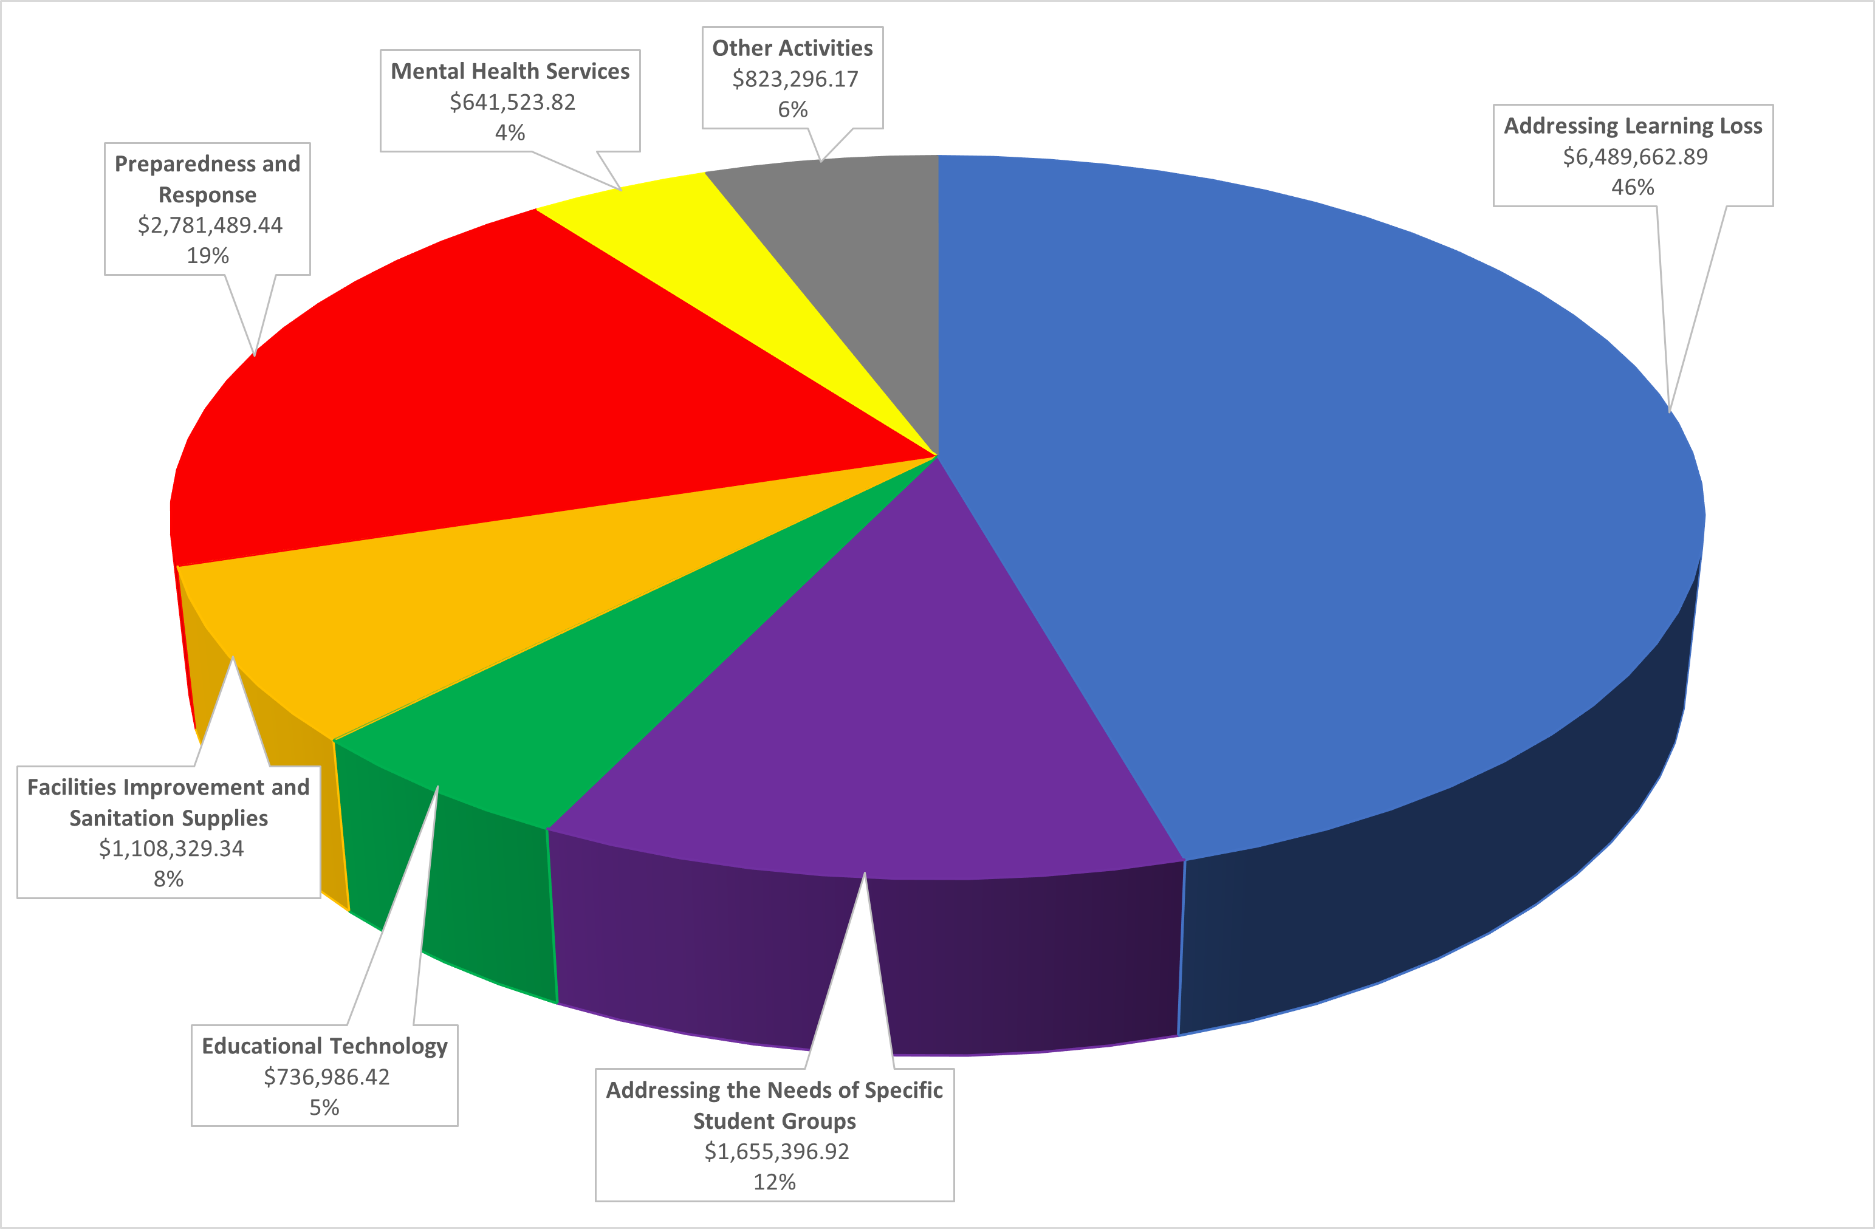 Other Activities
$823,296.17
6%
Mental Health Services
$641,523.82
4%
Addressing Learning Loss
$6,489,662.89
46%
Preparedness and
Response
$2,781,489.44
19%
Facilities Improvement and
Sanitation Supplies
$1,108,329.34
8%
Educational Technology
$736,986.42
5%
Addressing the Needs of Specific
Student Groups
$1,655,396.92
12%